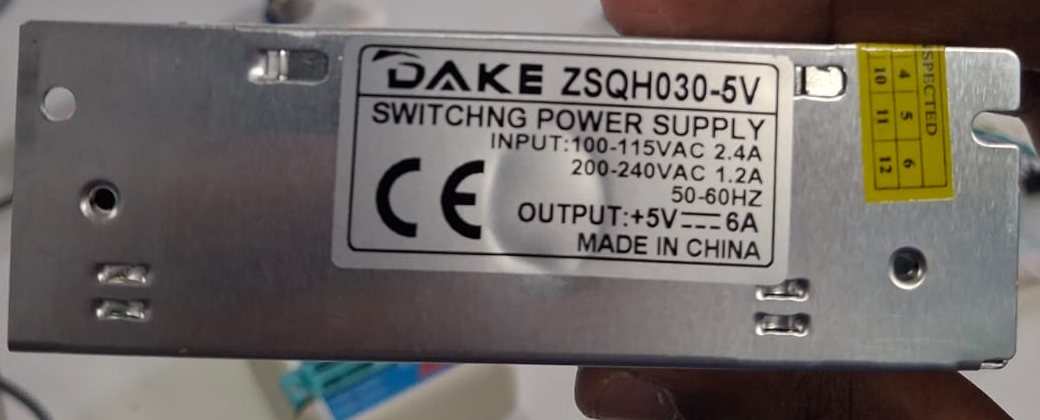 DAKE ZSQH030-5V
SWITCHNG POWER SUPPLY
INPUT:100-115VAC 2.4A
200-240VAC 1.2A
50-60HZ
CE
OUTPUT:+5V⎓6A
MADE IN CHINA
4 5 6
10 11 12